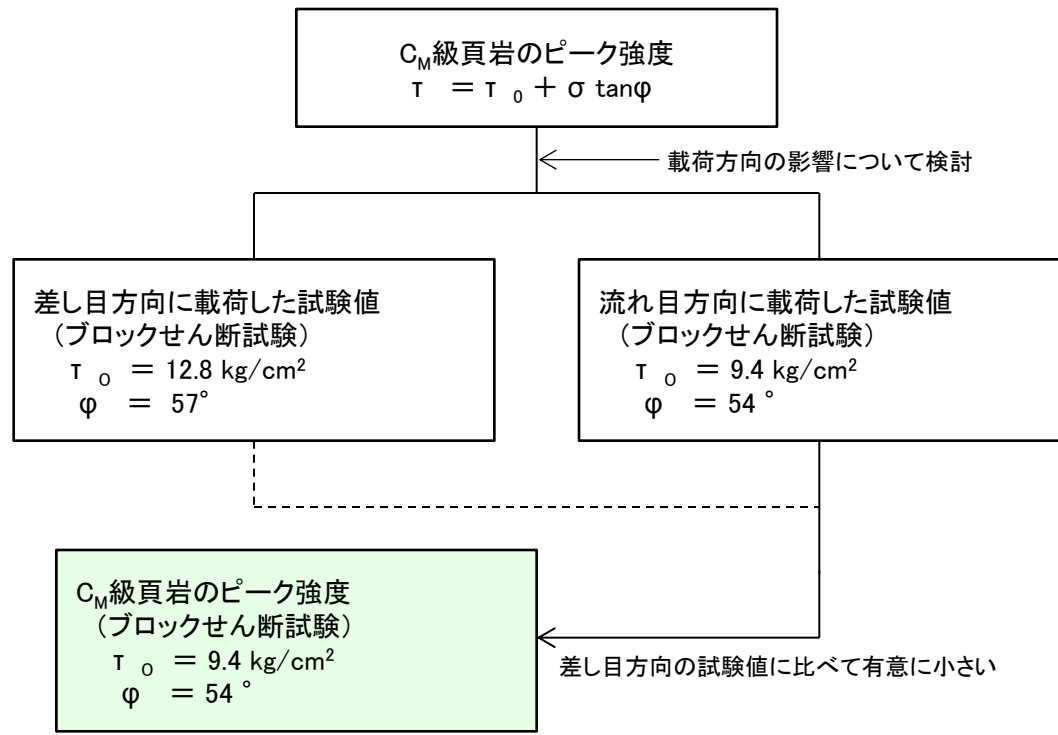 CM級頁岩のピーク強度
τ = τ0 + σ tanφ
載荷方向の影響について検討
差し目方向に載荷した試験値
（ブロックせん断試験）
τ0 = 12.8 kg/cm2
φ = 57°
流れ目方向に載荷した試験値
（ブロックせん断試験）
τ0 = 9.4 kg/cm2
φ = 54°
CM級頁岩のピーク強度
（ブロックせん断試験）
τ0 = 9.4 kg/cm2
φ = 54°
差し目方向の試験値に比べて有意に小さい